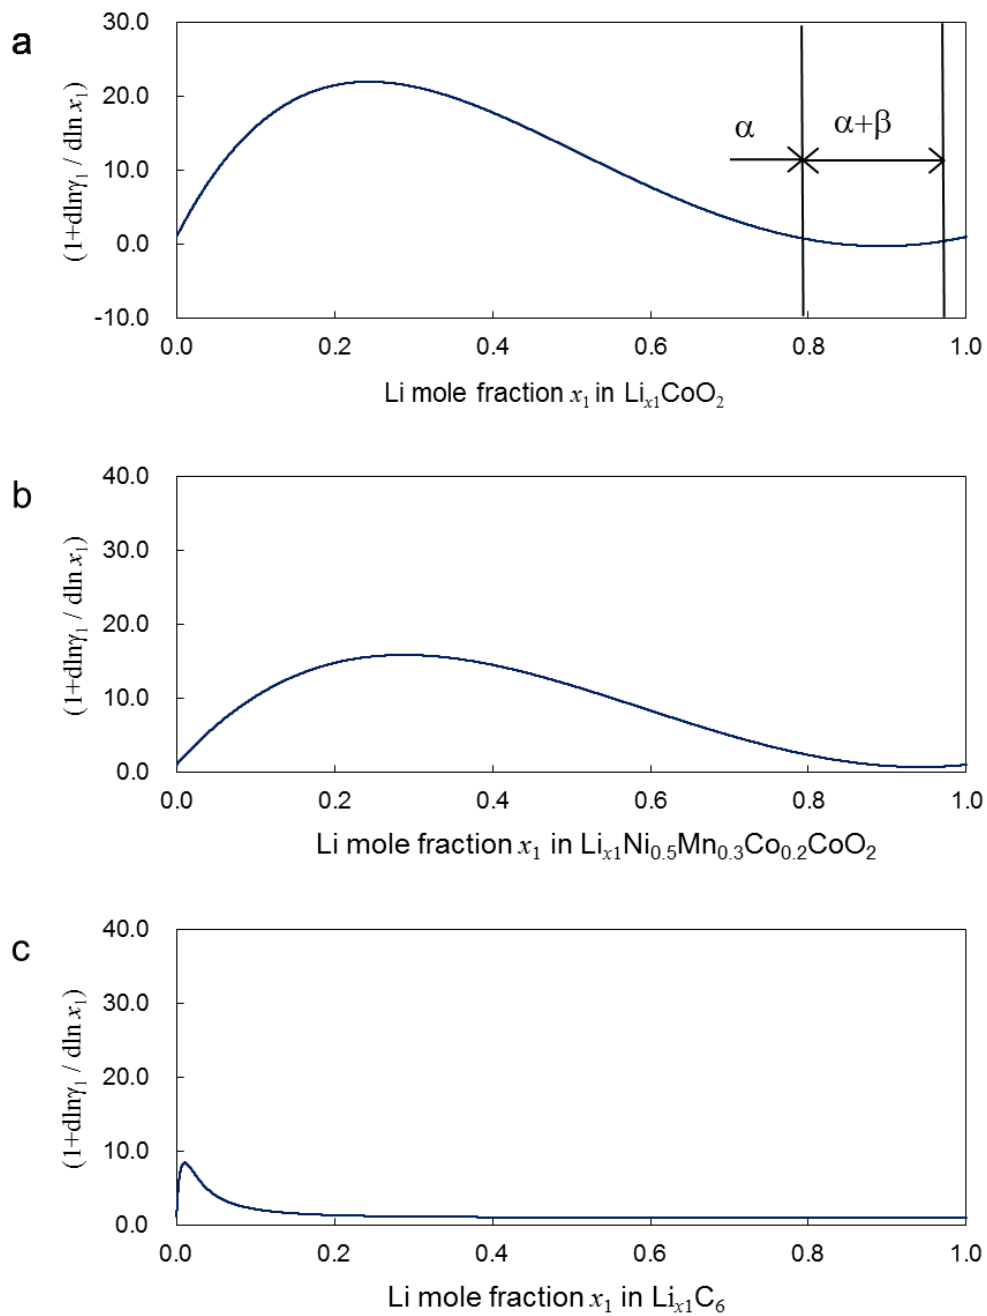 a
(1+dlnγ₁ / dln x₁)
30.0
20.0
10.0
0.0
-10.0
α
α+β
0.0 0.2 0.4 0.6 0.8 1.0
Li mole fraction x₁ in Liₓ₁CoO₂
b
(1+dlnγ₁ / dln x₁)
40.0
30.0
20.0
10.0
0.0
0.0 0.2 0.4 0.6 0.8 1.0
Li mole fraction x₁ in Liₓ₁Ni₀.₅Mn₀.₃Co₀.₂CoO₂
c
(1+dlnγ₁ / dln x₁)
40.0
30.0
20.0
10.0
0.0
0.0 0.2 0.4 0.6 0.8 1.0
Li mole fraction x₁ in Liₓ₁C₆